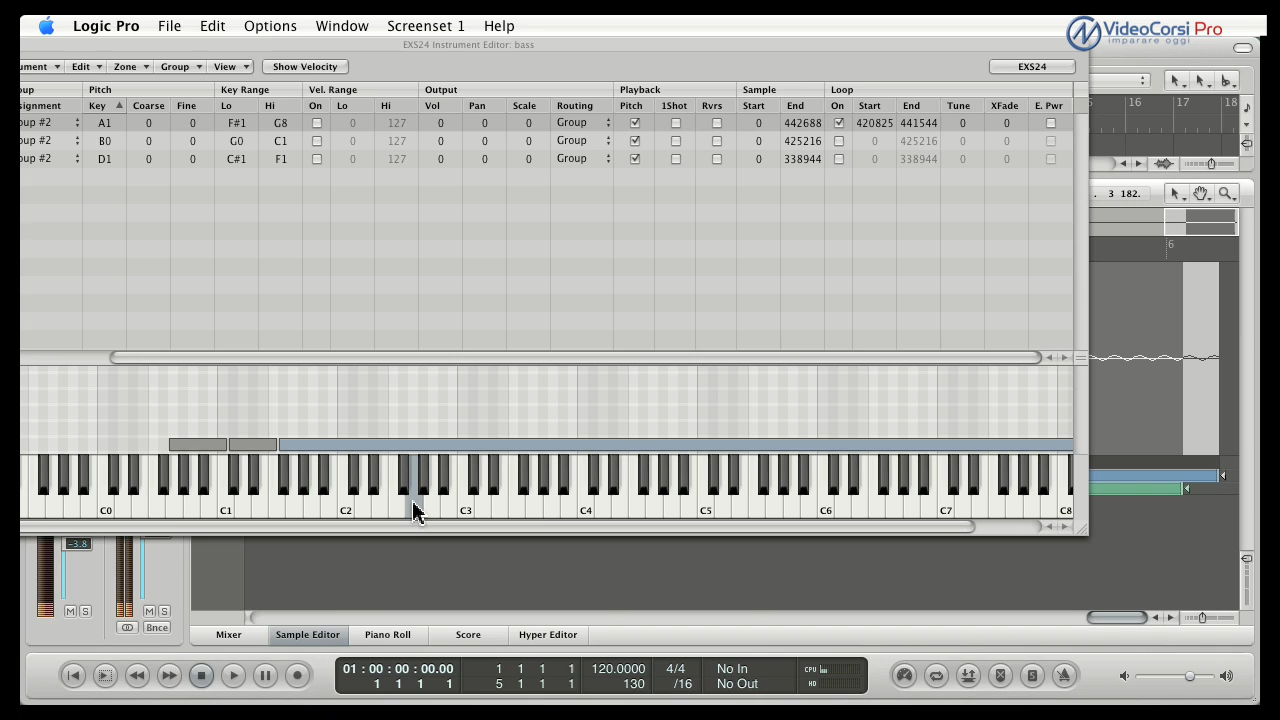 Logic Pro File Edit Options Window Screenset 1 Help
VideoCorsi Pro
imparare oggi
EXS24 Instrument Editor: bass
ument Edit Zone Group View Show Velocity EXS24
oup Pitch Key Range Vel. Range Output Playback Sample Loop
signment Key Coarse Fine Lo Hi On Lo Hi Vol Pan Scale Routing Pitch 1Shot Rvrs Start End On Start End Tune XFade E. Pwr
oup #2 A1 0 0 F#1 G8 0 127 0 0 0 Group 0 442688 420825 441544 0 0
oup #2 B0 0 0 G0 C1 0 127 0 0 0 Group 0 425216 0 425216 0 0
oup #2 D1 0 0 C#1 F1 0 127 0 0 0 Group 0 338944 0 338944 0 0
16 17 18
. 3 182.
6
C0 C1 C2 C3 C4 C5 C6 C7 C8
-3.8
M S M S
Bnce
Mixer Sample Editor Piano Roll Score Hyper Editor
01 : 00 : 00 : 00.00 1 1 1 1 120.0000 4/4 No In CPU
1 1 1 1 5 1 1 1 130 /16 No Out HD
S